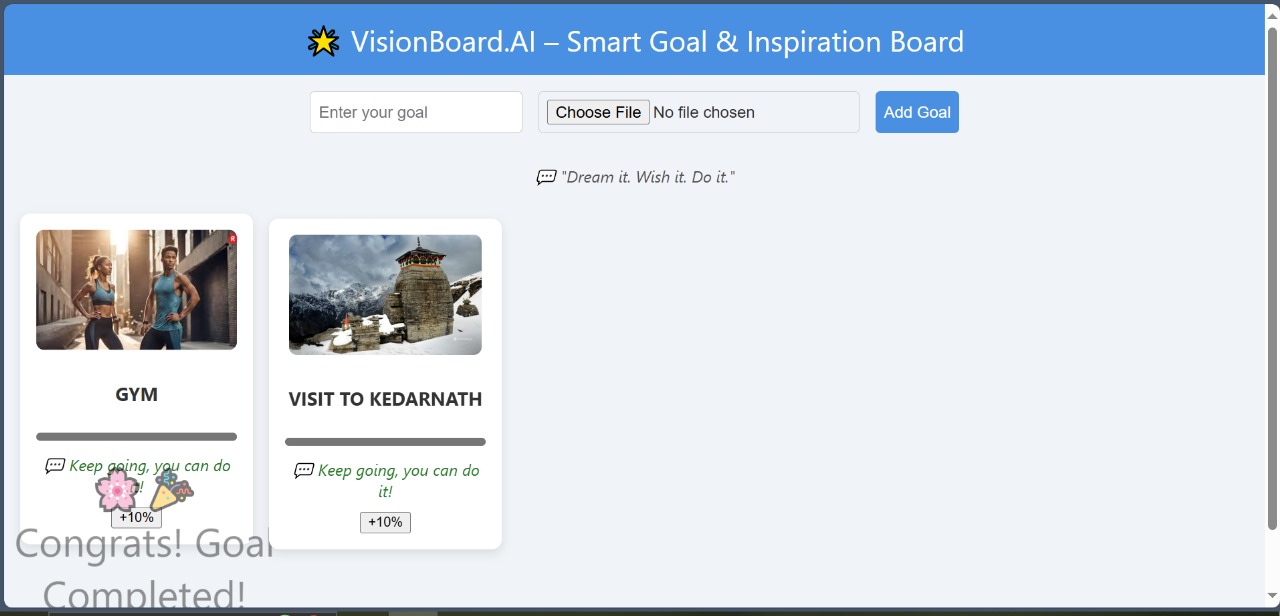 VisionBoard.AI – Smart Goal & Inspiration Board
Enter your goal
Choose File No file chosen
Add Goal
"Dream it. Wish it. Do it."
R
GYM
Keep going, you can do
it!
+10%
Congrats! Goal
Completed!
VISIT TO KEDARNATH
Keep going, you can do
it!
+10%